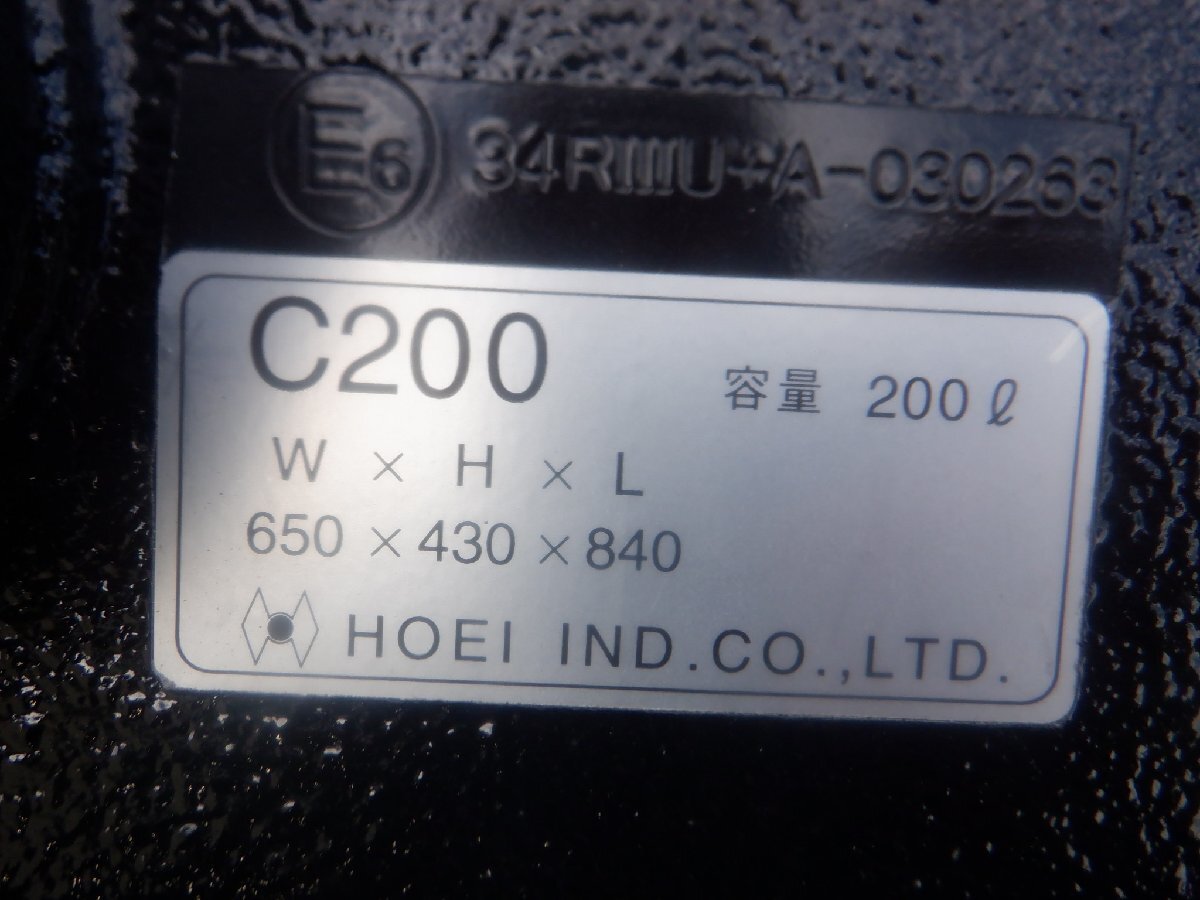 E6 34RIIIU+A-030263
C200 容量 200ℓ
W × H × L
650 × 430 × 840
HOEI IND.CO.,LTD.